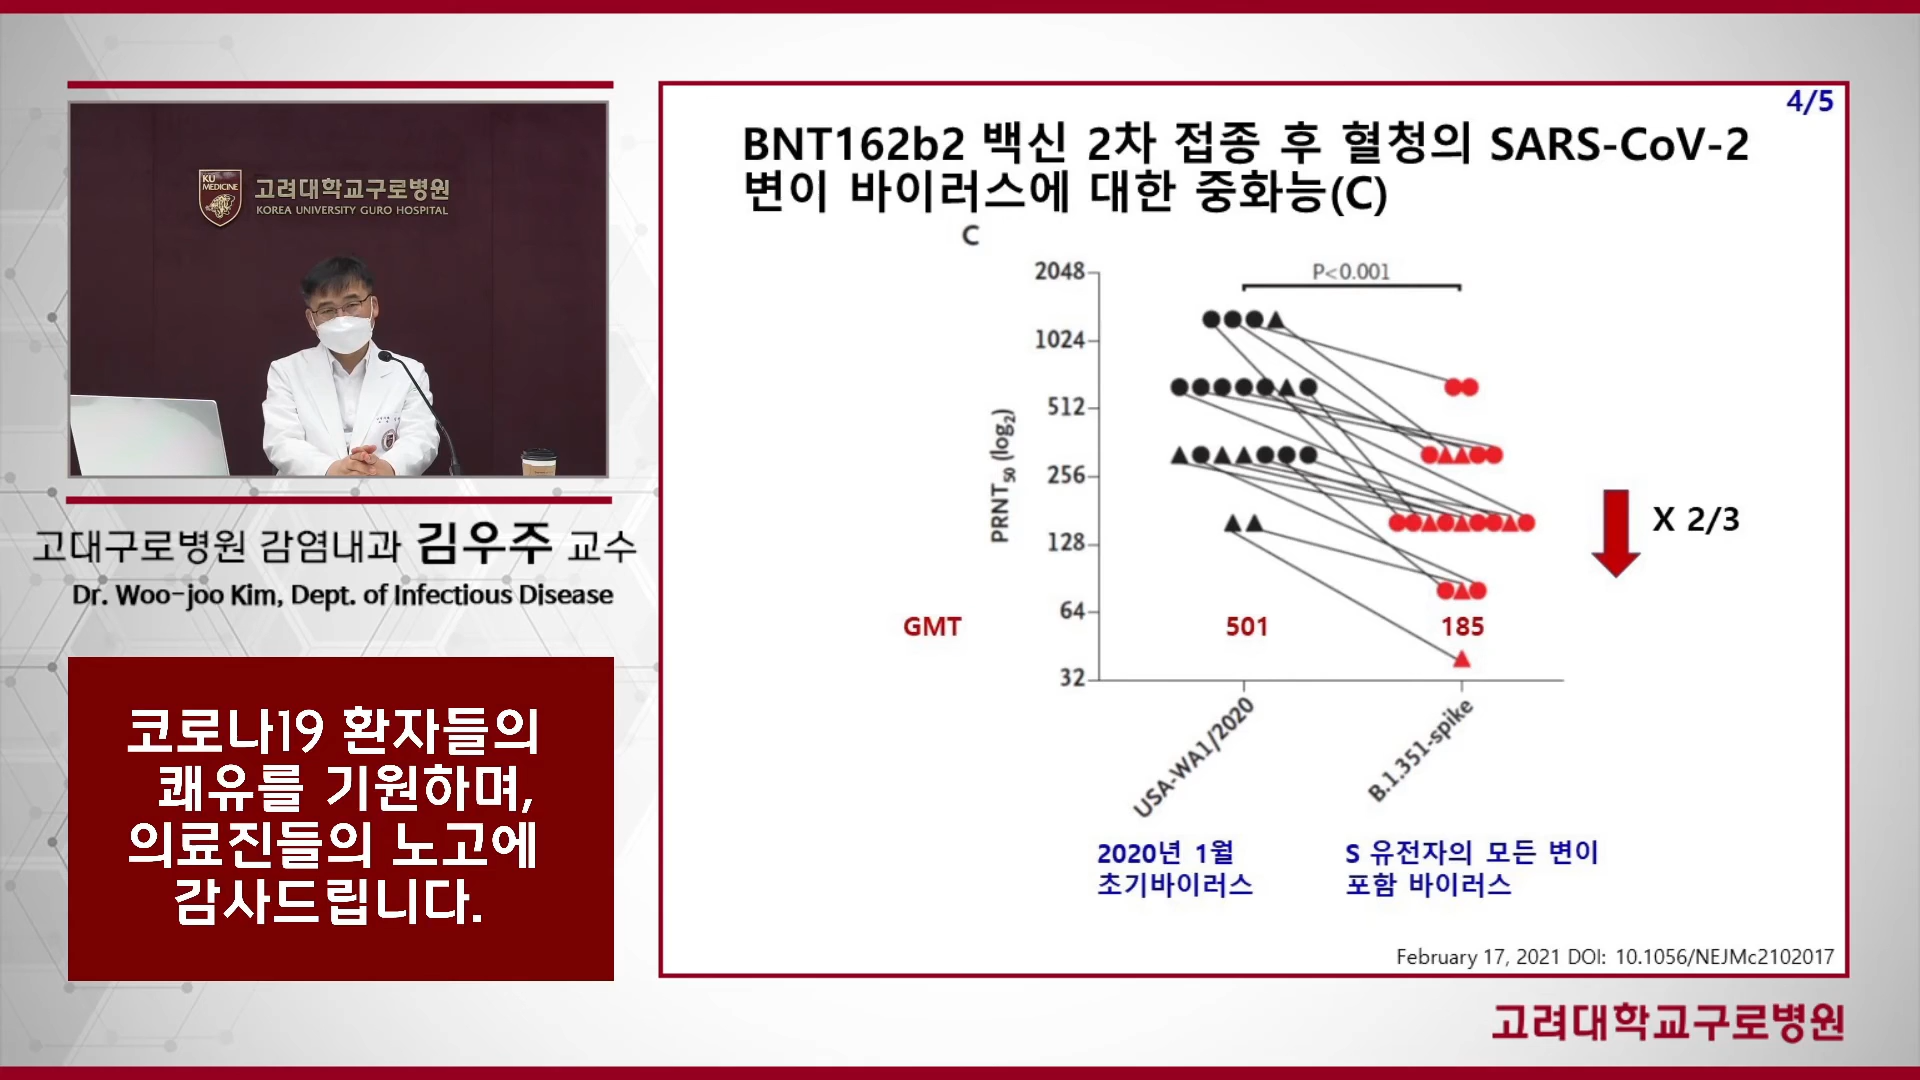 KU
MEDICINE
고려대학교구로병원
KOREA UNIVERSITY GURO HOSPITAL
고대구로병원 감염내과 김우주 교수
Dr. Woo-joo Kim, Dept. of Infectious Disease
코로나19 환자들의
쾌유를 기원하며,
의료진들의 노고에
감사드립니다.
4/5
BNT162b2 백신 2차 접종 후 혈청의 SARS-CoV-2
변이 바이러스에 대한 중화능(C)
C
P<0.001
PRNT50 (log2)
2048
1024
512
256
128
64
32
X 2/3
GMT 501 185
USA-WA1/2020
B.1.351-spike
2020년 1월
초기바이러스
S 유전자의 모든 변이
포함 바이러스
February 17, 2021 DOI: 10.1056/NEJMc2102017
고려대학교구로병원